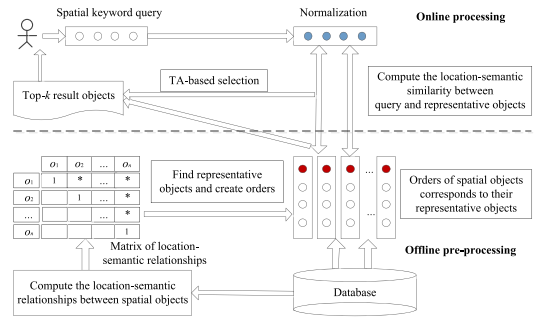 Spatial keyword query
Normalization
Online processing
TA-based selection
Top-k result objects
Compute the location-semantic
similarity between
query and representative objects
o1 o2 ... on
o1 1 * ... *
o2 1 ... *
... ... *
on 1
Find representative
objects and create orders
...
...
Orders of spatial objects
corresponds to their
representative objects
Matrix of location-
semantic relationships
Offline pre-processing
Compute the location-semantic
relationships between spatial objects
Database